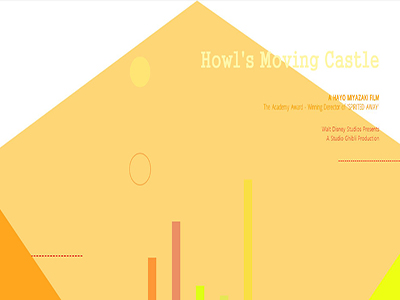 Howl's Moving Castle
A HAYO MIYAZAKI FILM
The Academy Award - Winning Director of 'SPIRITED AWAY'
Walt Disney Studios Presents
A Studio Ghibli Production